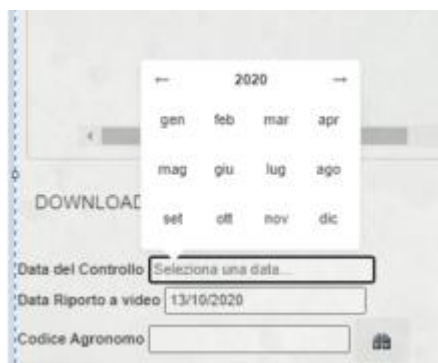 ← 2020 →
gen feb mar apr
mag giu lug ago
set ott nov dic
DOWNLOAD
Data del Controllo Seleziona una data...
Data Riporto a video 13/10/2020
Codice Agronomo